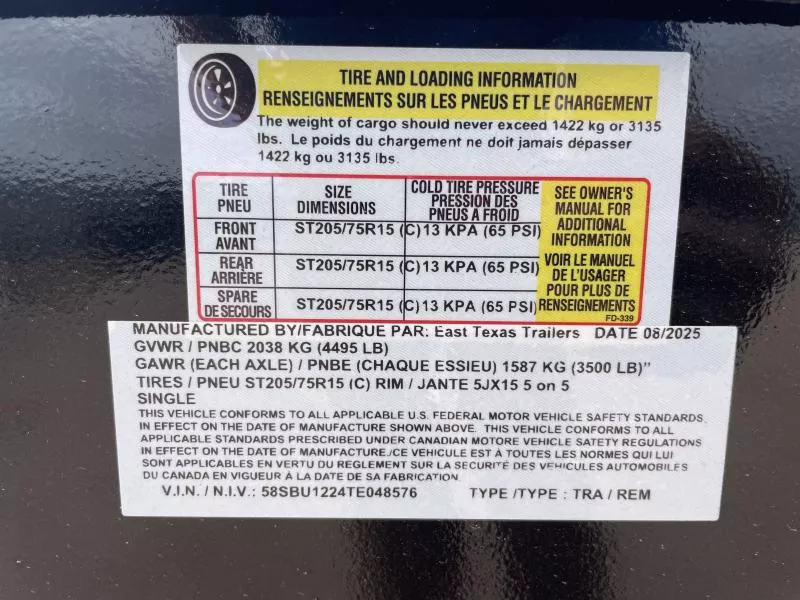 TIRE AND LOADING INFORMATION
RENSEIGNEMENTS SUR LES PNEUS ET LE CHARGEMENT
The weight of cargo should never exceed 1422 kg or 3135
lbs. Le poids du chargement ne doit jamais dépasser
1422 kg ou 3135 lbs.
TIRE
PNEU
SIZE
DIMENSIONS
COLD TIRE PRESSURE
PRESSION DES
PNEUS A FROID
SEE OWNER'S
MANUAL FOR
ADDITIONAL
INFORMATION
VOIR LE MANUEL
DE L'USAGER
POUR PLUS DE
RENSEIGNEMENTS
FRONT
AVANT
ST205/75R15 (C)13 KPA (65 PSI)
REAR
ARRIÈRE
ST205/75R15 (C)13 KPA (65 PSI)
SPARE
DE SECOURS
ST205/75R15 (C)13 KPA (65 PSI)
FD-339
MANUFACTURED BY/FABRIQUE PAR: East Texas Trailers DATE 08/2025
GVWR / PNBC 2038 KG (4495 LB)
GAWR (EACH AXLE) / PNBE (CHAQUE ESSIEU) 1587 KG (3500 LB)"
TIRES / PNEU ST205/75R15 (C) RIM / JANTE 5JX15 5 on 5
SINGLE
THIS VEHICLE CONFORMS TO ALL APPLICABLE U.S. FEDERAL MOTOR VEHICLE SAFETY STANDARDS
IN EFFECT ON THE DATE OF MANUFACTURE SHOWN ABOVE. THIS VEHICLE CONFORMS TO ALL
APPLICABLE STANDARDS PRESCRIBED UNDER CANADIAN MOTORE VEHICLE SATETY REGULATIONS
IN EFFECT ON THE DATE OF MANUFACTURE./CE VEHICULE EST À TOUTES LES NORMES QUI LUI
SONT APPLICABLES EN VERTU DU REGLEMENT SUR LA SECURITÉ DES VEHICULES AUTOMOBILES
DU CANADA EN VIGUEUR À LA DATE DE SA FABRICATION.
V.I.N. / N.I.V.: 58SBU1224TE048576 TYPE /TYPE : TRA / REM